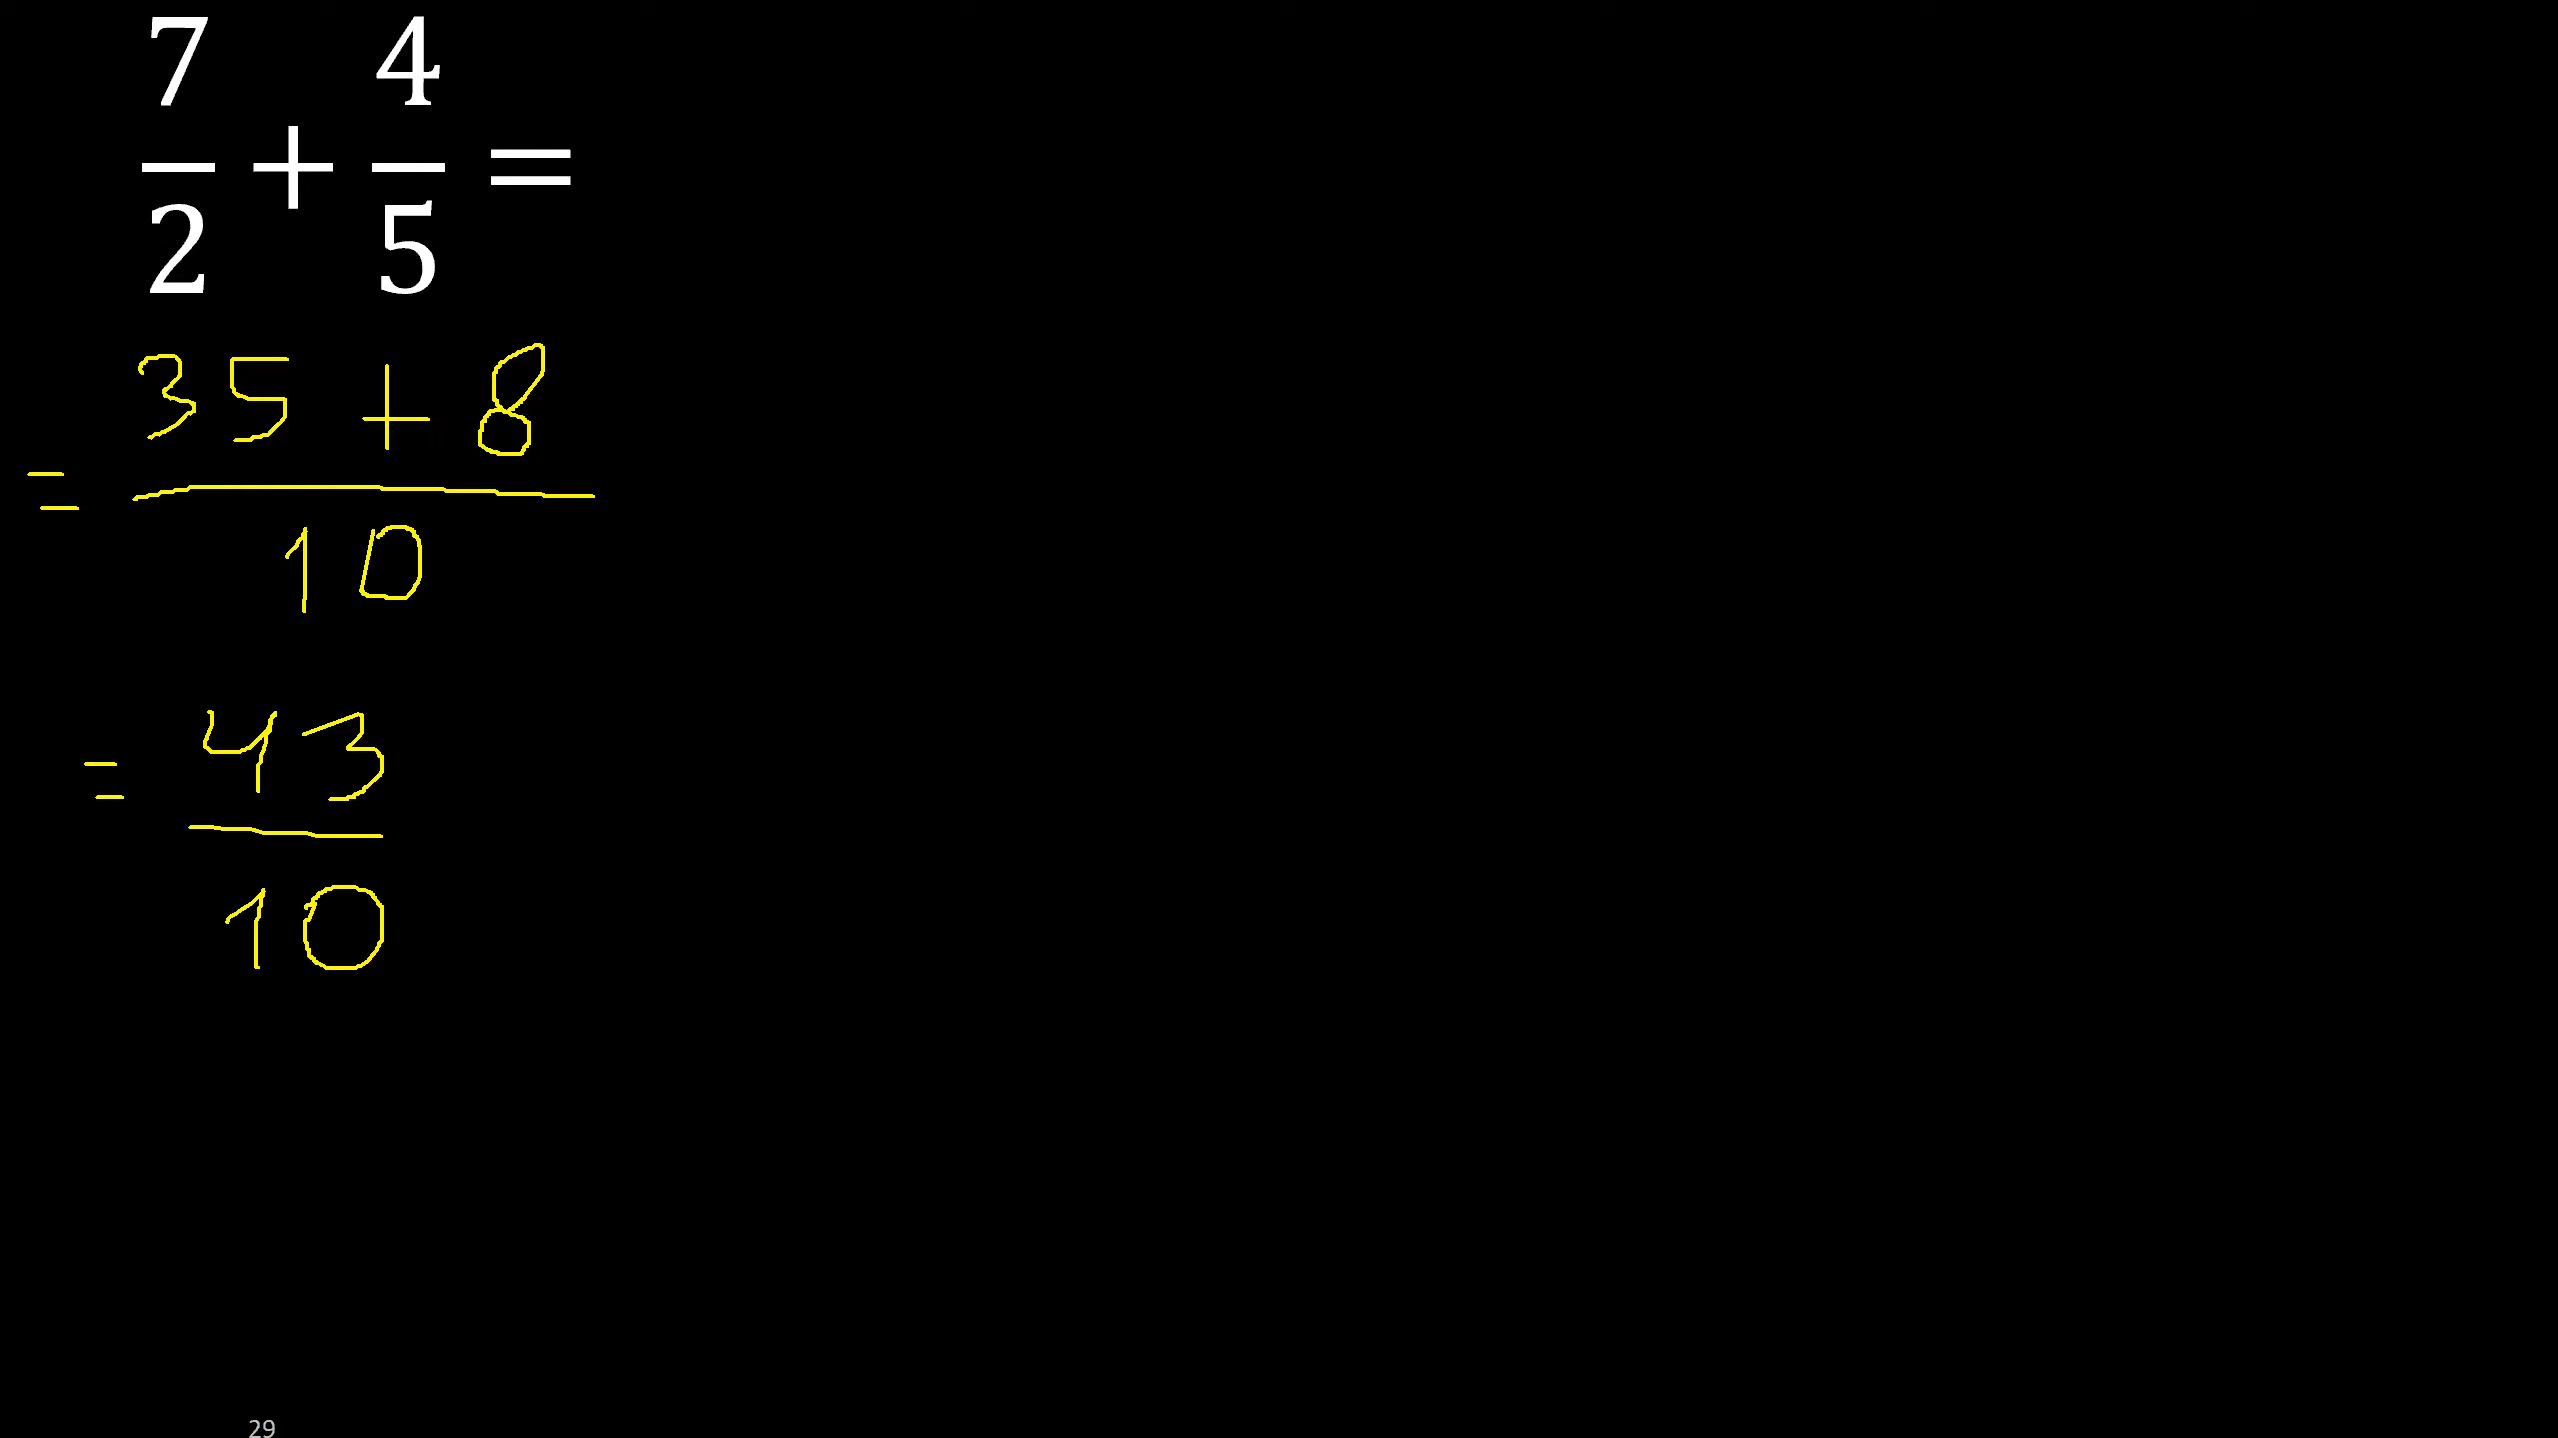 7/2 + 4/5 =
= 35 + 8 / 10
= 43/10
29